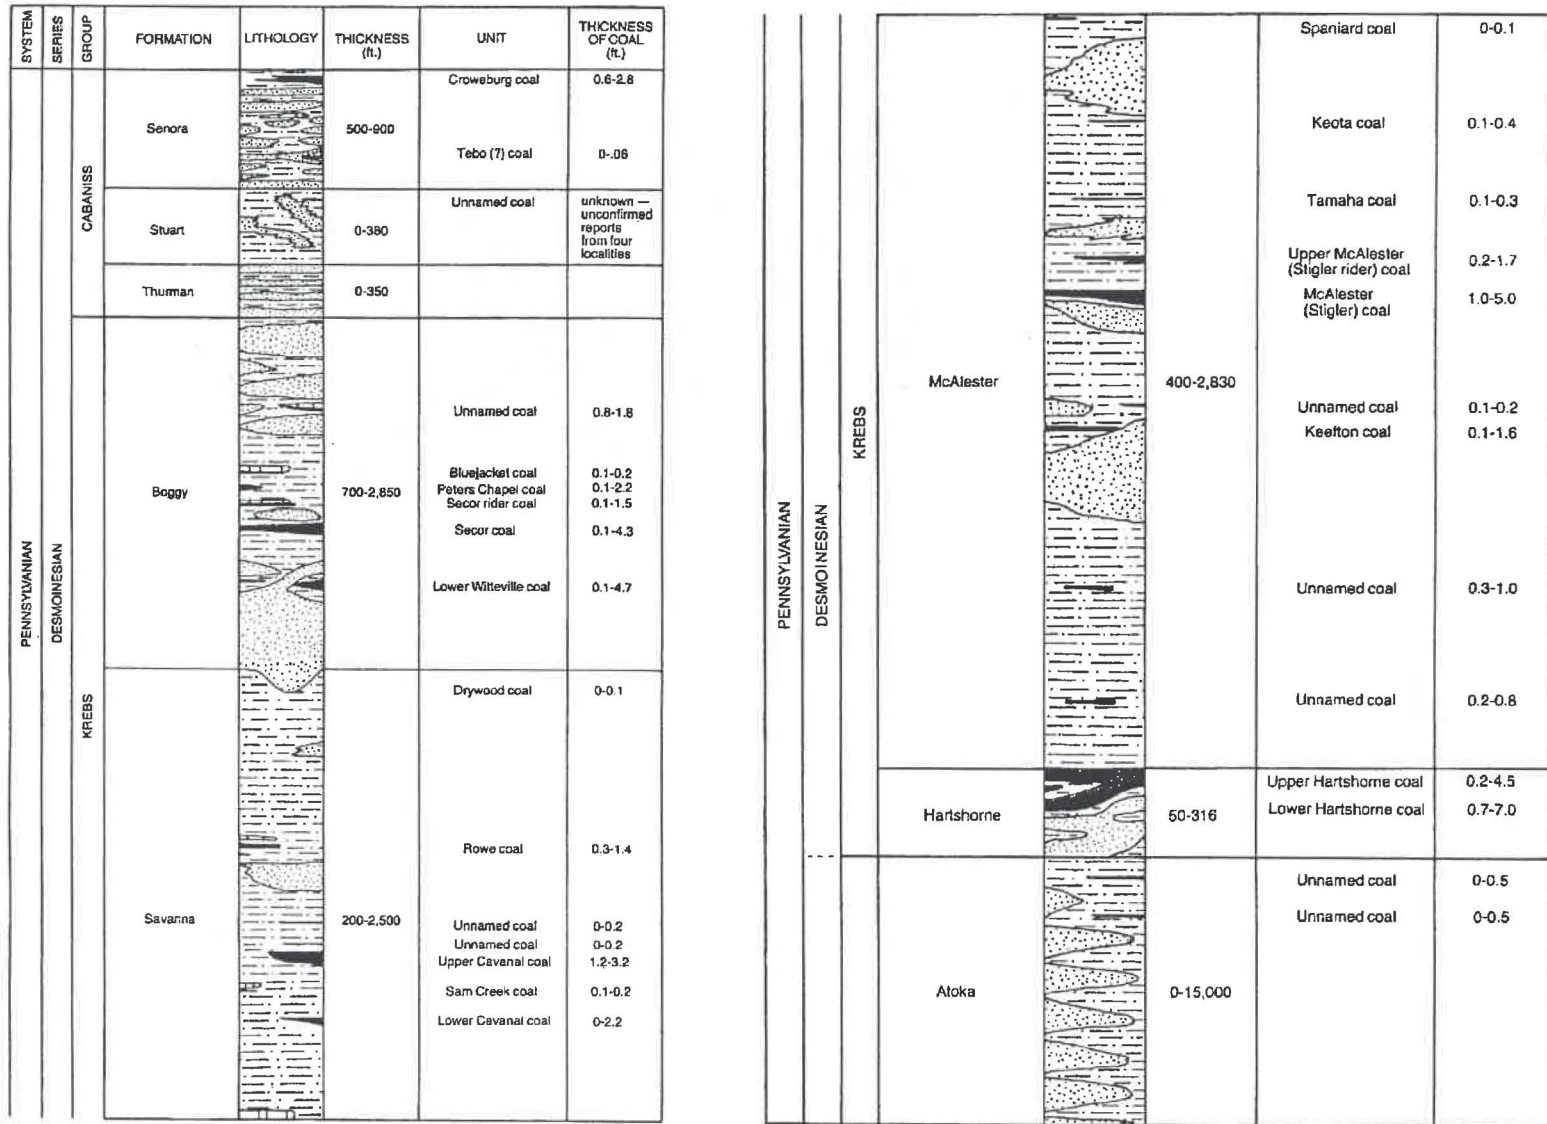 SYSTEM
SERIES
GROUP
FORMATION
LITHOLOGY
THICKNESS
(ft.)
UNIT
THICKNESS
OF COAL
(ft.)
PENNSYLVANIAN
DESMOINESIAN
CABANISS
Senora
500-900
Croweburg coal
0.6-2.8
Tebo (?) coal
0-.06
Stuart
0-380
Unnamed coal
unknown —
unconfirmed
reports
from four
localities
Thurman
0-350
KREBS
Boggy
700-2,850
Unnamed coal
0.8-1.8
Bluejacket coal
0.1-0.2
Peters Chapel coal
0.1-2.2
Secor rider coal
0.1-1.5
Secor coal
0.1-4.3
Lower Witteville coal
0.1-4.7
Savanna
200-2,500
Drywood coal
0-0.1
Rowe coal
0.3-1.4
Unnamed coal
0-0.2
Unnamed coal
0-0.2
Upper Cavanal coal
1.2-3.2
Sam Creek coal
0.1-0.2
Lower Cavanal coal
0-2.2
PENNSYLVANIAN
DESMOINESIAN
KREBS
McAlester
400-2,830
Spaniard coal
0-0.1
Keota coal
0.1-0.4
Tamaha coal
0.1-0.3
Upper McAlester
(Stigler rider) coal
0.2-1.7
McAlester
(Stigler) coal
1.0-5.0
Unnamed coal
0.1-0.2
Keefton coal
0.1-1.6
Unnamed coal
0.3-1.0
Unnamed coal
0.2-0.8
Hartshorne
50-316
Upper Hartshorne coal
0.2-4.5
Lower Hartshorne coal
0.7-7.0
Atoka
0-15,000
Unnamed coal
0-0.5
Unnamed coal
0-0.5